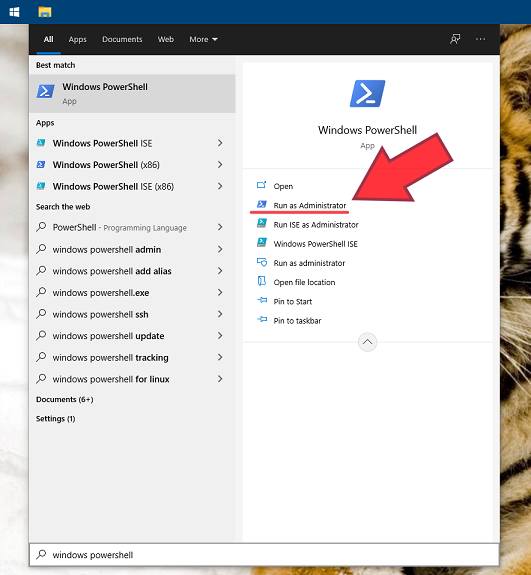 All Apps Documents Web More
Best match
Windows PowerShell
App
Apps
Windows PowerShell ISE
Windows PowerShell (x86)
Windows PowerShell ISE (x86)
Search the web
PowerShell - Programming Language
windows powershell admin
windows powershell add alias
windows powershell.exe
windows powershell ssh
windows powershell update
windows powershell tracking
windows powershell for linux
Documents (6+)
Settings (1)
Windows PowerShell
App
Open
Run as Administrator
Run ISE as Administrator
Windows PowerShell ISE
Run as administrator
Open file location
Pin to Start
Pin to taskbar
windows powershell